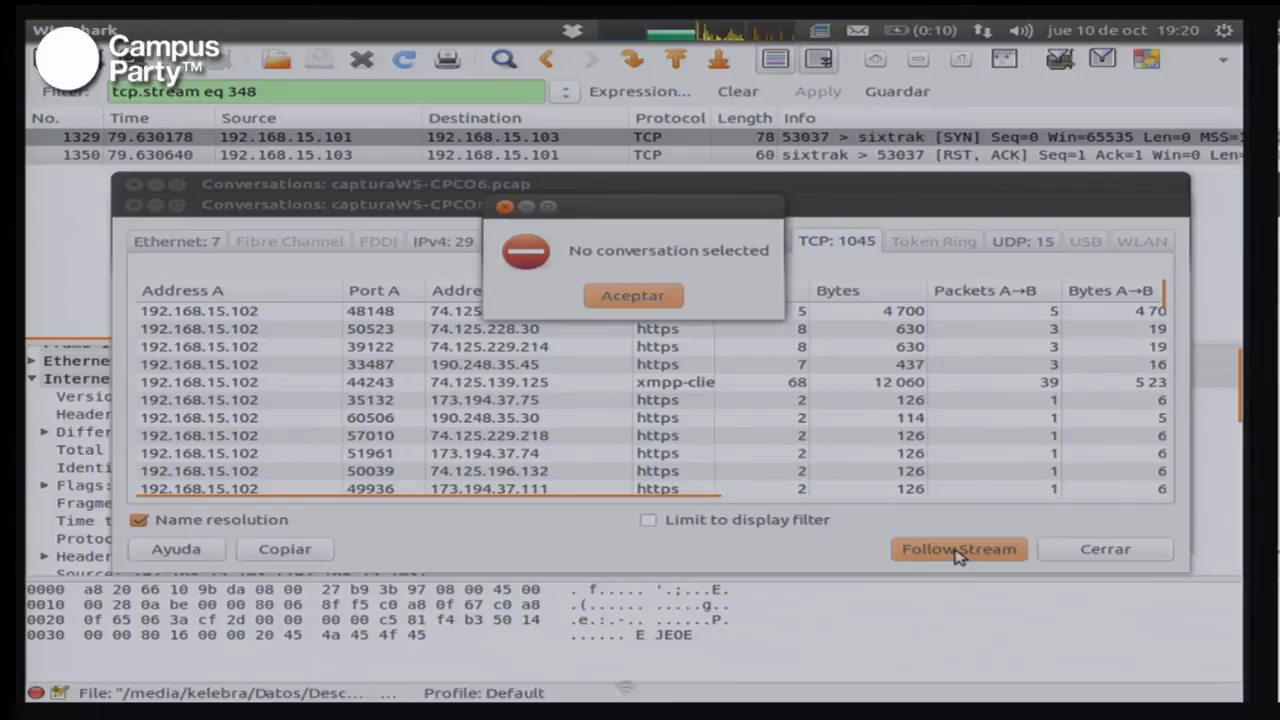 Campus
Party™
(0:10) jue 10 de oct 19:20
Filter: tcp.stream eq 348 Expression... Clear Apply Guardar
No. Time Source Destination Protocol Length Info
1329 79.630178 192.168.15.101 192.168.15.103 TCP 78 53037 > sixtrak [SYN] Seq=0 Win=65535 Len=0 MSS=1
1350 79.630640 192.168.15.103 192.168.15.101 TCP 60 sixtrak > 53037 [RST, ACK] Seq=1 Ack=1 Win=0 Len=
Conversations: capturaWS-CPCO6.pcap
Conversations: capturaWS-CPCO
Ethernet: 7 Fibre Channel FDDI IPv4: 29 TCP: 1045 Token Ring UDP: 15 USB WLAN
No conversation selected
Aceptar
Address A Port A Addre Bytes Packets A→B Bytes A→B
192.168.15.102 48148 74.125 5 4 700 5 4 70
192.168.15.102 50523 74.125.228.30 https 8 630 3 19
192.168.15.102 39122 74.125.229.214 https 8 630 3 19
192.168.15.102 33487 190.248.35.45 https 7 437 3 16
192.168.15.102 44243 74.125.139.125 xmpp-clie 68 12 060 39 5 23
192.168.15.102 35132 173.194.37.75 https 2 126 1 6
192.168.15.102 60506 190.248.35.30 https 2 114 1 5
192.168.15.102 57010 74.125.229.218 https 2 126 1 6
192.168.15.102 51961 173.194.37.74 https 2 126 1 6
192.168.15.102 50039 74.125.196.132 https 2 126 1 6
192.168.15.102 49936 173.194.37.111 https 2 126 1 6
Name resolution Limit to display filter
Ayuda Copiar Follow Stream Cerrar
Etherne
Interne
Versio
Header
Differ
Total
Identi
Flags:
Fragme
Time t
Protoc
Header
0000 a8 20 66 10 9b da 08 00 27 b9 3b 97 08 00 45 00 . f..... '.;...E.
0010 00 28 0a be 00 00 80 06 8f f5 c0 a8 0f 67 c0 a8 .(...... .....g..
0020 0f 65 06 3a cf 2d 00 00 00 00 c5 81 f4 b3 50 14 .e.:.-.. ......P.
0030 00 00 80 16 00 00 20 45 4a 45 4f 45 ...... E JEOE
File: "/media/kelebra/Datos/Desc... ... Profile: Default